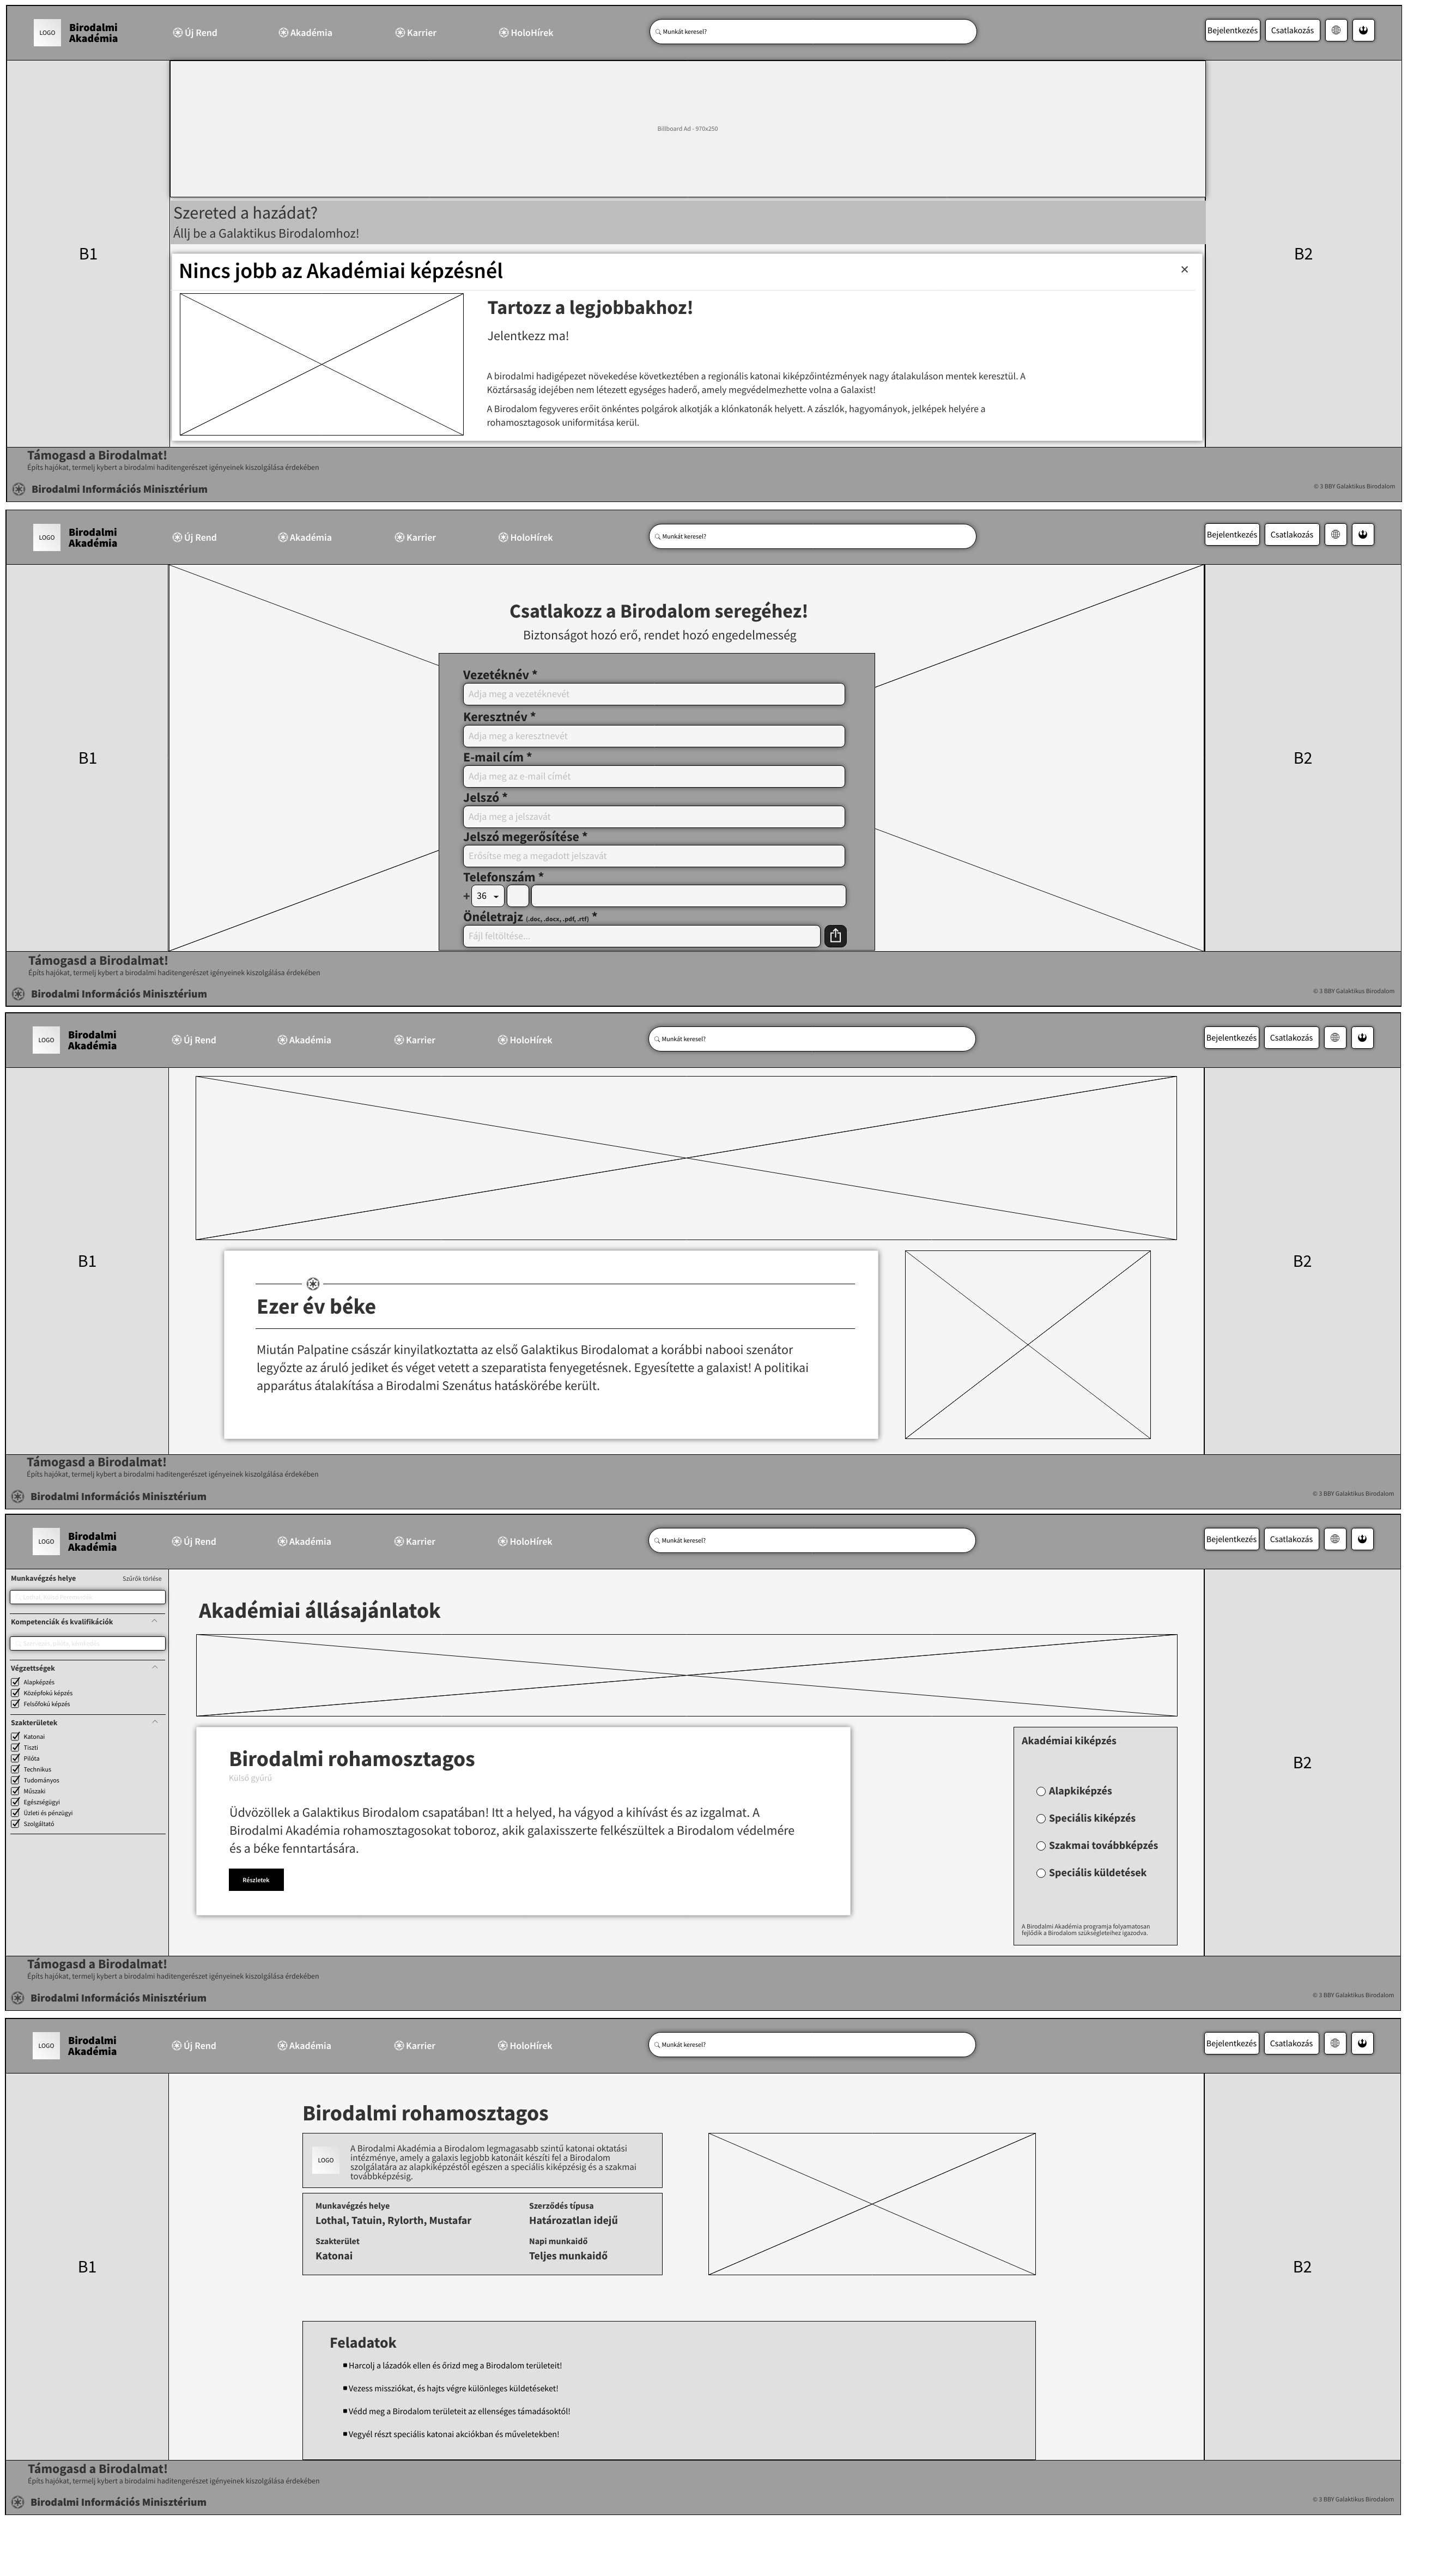 LOGO
Birodalmi
Akadémia
Új Rend
Akadémia
Karrier
HoloHírek
Munkát keresel?
Bejelentkezés
Csatlakozás
Billboard Ad - 970x250
B1
B2
Szereted a hazádat?
Állj be a Galaktikus Birodalomhoz!
Nincs jobb az Akadémiai képzésnél
Tartozz a legjobbakhoz!
Jelentkezz ma!
A birodalmi hadigépezet növekedése következtében a regionális katonai kiképzőintézmények nagy átalakuláson mentek keresztül. A
Köztársaság idejében nem létezett egységes haderő, amely megvédelmezhette volna a Galaxist!
A Birodalom fegyveres erőit önkéntes polgárok alkotják a klónkatonák helyett. A zászlók, hagyományok, jelképek helyére a
rohamosztagosok uniformitása kerül.
Támogasd a Birodalmat!
Építs hajókat, termelj kybert a birodalmi haditengerészet igényeinek kiszolgálása érdekében
Birodalmi Információs Minisztérium
© 3 BBY Galaktikus Birodalom
LOGO
Birodalmi
Akadémia
Új Rend
Akadémia
Karrier
HoloHírek
Munkát keresel?
Bejelentkezés
Csatlakozás
B1
B2
Csatlakozz a Birodalom seregéhez!
Biztonságot hozó erő, rendet hozó engedelmesség
Vezetéknév *
Adja meg a vezetéknevét
Keresztnév *
Adja meg a keresztnevét
E-mail cím *
Adja meg az e-mail címét
Jelszó *
Adja meg a jelszavát
Jelszó megerősítése *
Erősítse meg a megadott jelszavát
Telefonszám *
+ 36
Önéletrajz (.doc, .docx, .pdf, .rtf) *
Fájl feltöltése...
Támogasd a Birodalmat!
Építs hajókat, termelj kybert a birodalmi haditengerészet igényeinek kiszolgálása érdekében
Birodalmi Információs Minisztérium
© 3 BBY Galaktikus Birodalom
LOGO
Birodalmi
Akadémia
Új Rend
Akadémia
Karrier
HoloHírek
Munkát keresel?
Bejelentkezés
Csatlakozás
B1
B2
Ezer év béke
Miután Palpatine császár kinyilatkoztatta az első Galaktikus Birodalomat a korábbi nabooi szenátor
legyőzte az áruló jediket és véget vetett a szeparatista fenyegetésnek. Egyesítette a galaxist! A politikai
apparátus átalakítása a Birodalmi Szenátus hatáskörébe került.
Támogasd a Birodalmat!
Építs hajókat, termelj kybert a birodalmi haditengerészet igényeinek kiszolgálása érdekében
Birodalmi Információs Minisztérium
© 3 BBY Galaktikus Birodalom
LOGO
Birodalmi
Akadémia
Új Rend
Akadémia
Karrier
HoloHírek
Munkát keresel?
Bejelentkezés
Csatlakozás
Munkavégzés helye
Szűrők törlése
Kompetenciák és kvalifikációk
Végzettségek
Alapképzés
Középfokú képzés
Felsőfokú képzés
Szakterületek
Katonai
Tiszti
Pilóta
Technikus
Tudományos
Műszaki
Egészségügyi
Üzleti és pénzügyi
Szolgáltató
Akadémiai állásajánlatok
Birodalmi rohamosztagos
Külső gyűrű
Üdvözöllek a Galaktikus Birodalom csapatában! Itt a helyed, ha vágyod a kihívást és az izgalmat. A
Birodalmi Akadémia rohamosztagosokat toboroz, akik galaxisszerte felkészültek a Birodalom védelmére
és a béke fenntartására.
Részletek
Akadémiai kiképzés
Alapkiképzés
Speciális kiképzés
Szakmai továbbképzés
Speciális küldetések
A Birodalmi Akadémia programja folyamatosan
fejlődik a Birodalom szükségleteihez igazodva.
B2
Támogasd a Birodalmat!
Építs hajókat, termelj kybert a birodalmi haditengerészet igényeinek kiszolgálása érdekében
Birodalmi Információs Minisztérium
© 3 BBY Galaktikus Birodalom
LOGO
Birodalmi
Akadémia
Új Rend
Akadémia
Karrier
HoloHírek
Munkát keresel?
Bejelentkezés
Csatlakozás
B1
B2
Birodalmi rohamosztagos
LOGO
A Birodalmi Akadémia a Birodalom legmagasabb szintű katonai oktatási
intézménye, amely a galaxis legjobb katonáit készíti fel a Birodalom
szolgálatára az alapkiképzéstől egészen a speciális kiképzésig és a szakmai
továbbképzésig.
Munkavégzés helye
Lothal, Tatuin, Rylorth, Mustafar
Szerződés típusa
Határozatlan idejű
Szakterület
Katonai
Napi munkaidő
Teljes munkaidő
Feladatok
Harcolj a lázadók ellen és őrizd meg a Birodalom területeit!
Vezess missziókat, és hajts végre különleges küldetéseket!
Védd meg a Birodalom területeit az ellenséges támadásoktól!
Vegyél részt speciális katonai akciókban és műveletekben!
Támogasd a Birodalmat!
Építs hajókat, termelj kybert a birodalmi haditengerészet igényeinek kiszolgálása érdekében
Birodalmi Információs Minisztérium
© 3 BBY Galaktikus Birodalom